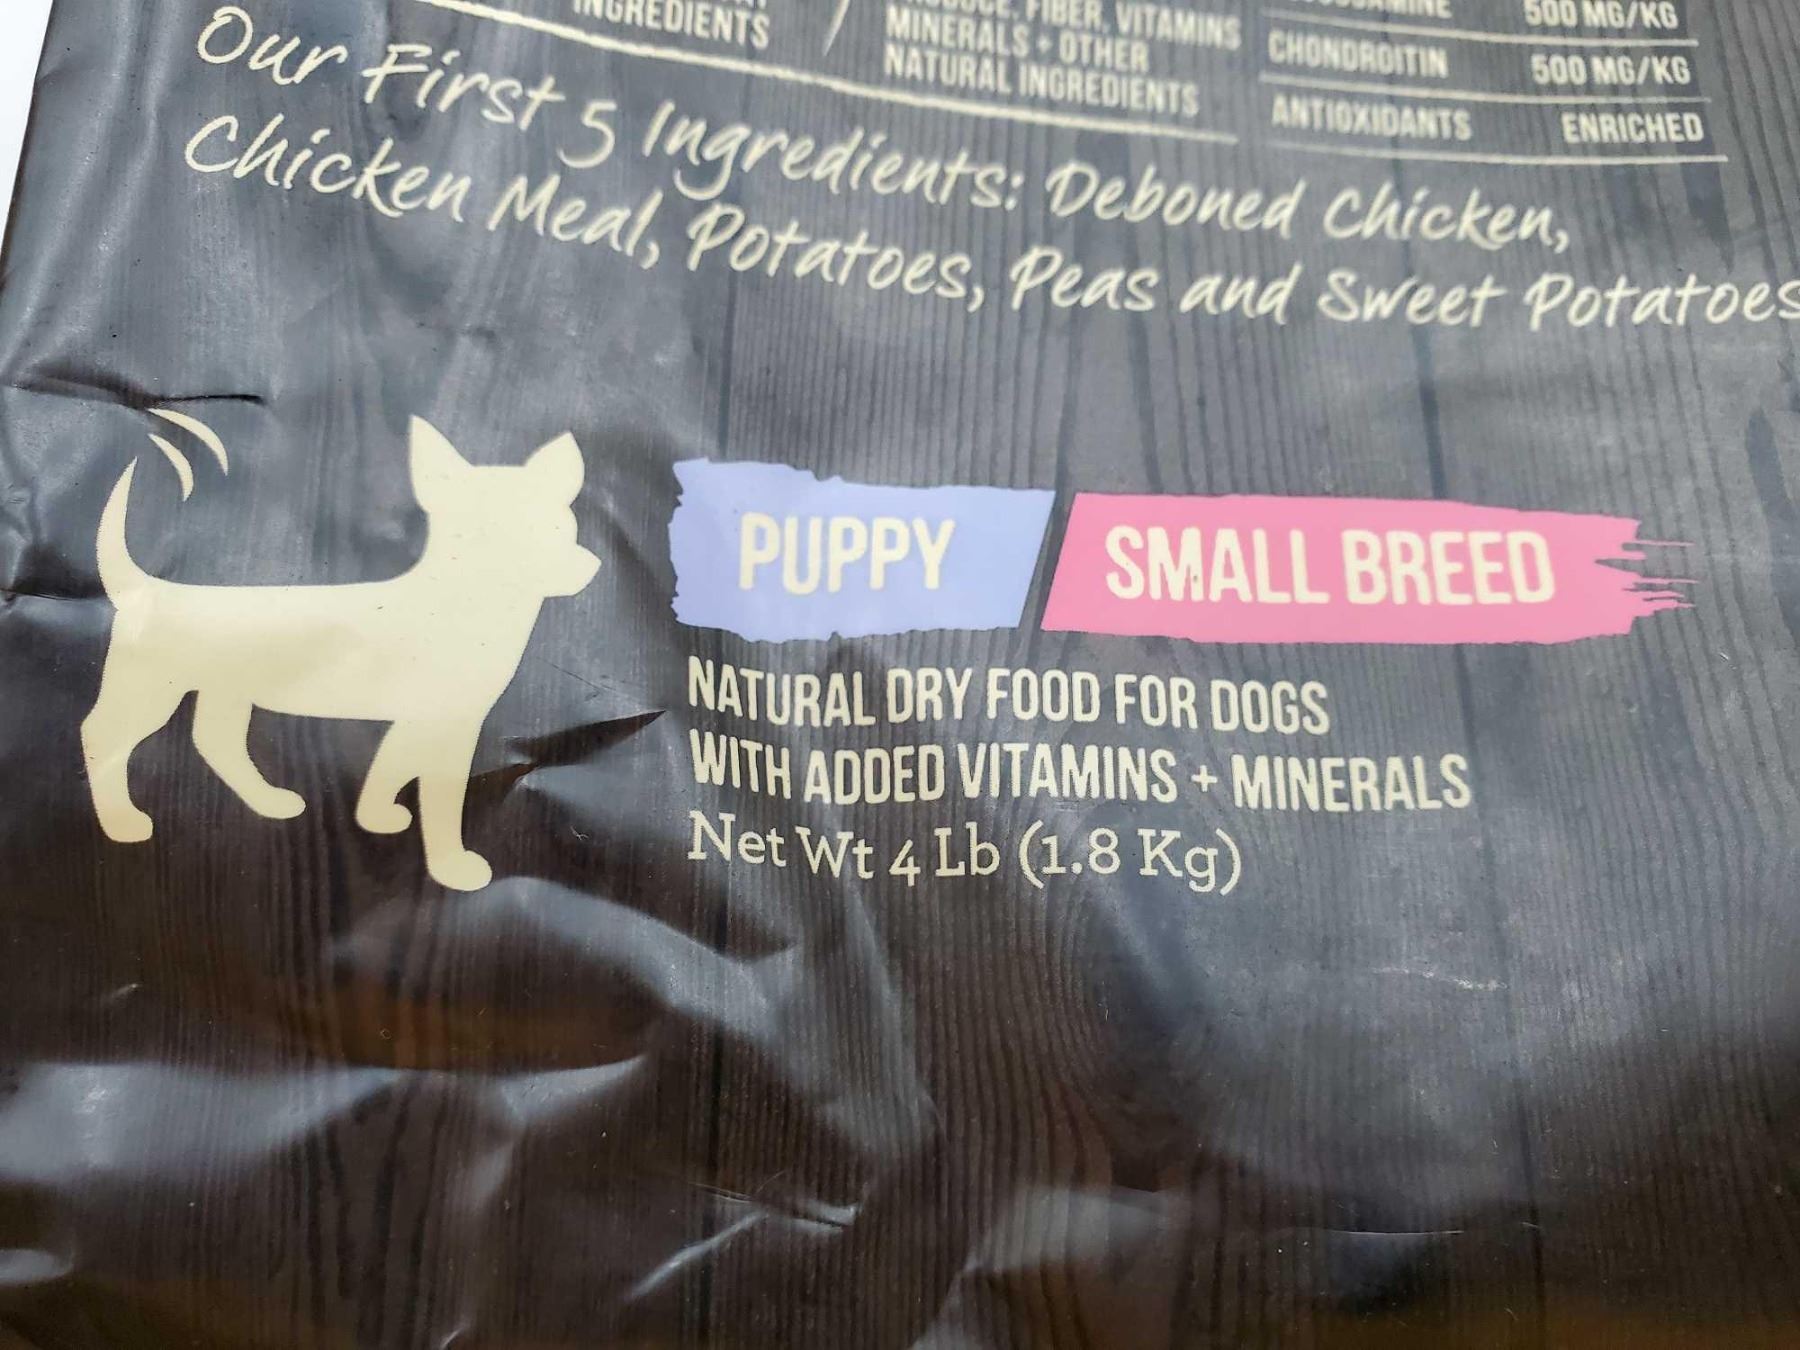 INGREDIENTS
FIBER, VITAMINS
MINERALS + OTHER
NATURAL INGREDIENTS
500 MG/KG
CHONDROITIN 500 MG/KG
ANTIOXIDANTS ENRICHED
Our First 5 Ingredients: Deboned Chicken,
Chicken Meal, Potatoes, Peas and Sweet Potatoes
PUPPY SMALL BREED
NATURAL DRY FOOD FOR DOGS
WITH ADDED VITAMINS + MINERALS
Net Wt 4 Lb (1.8 Kg)